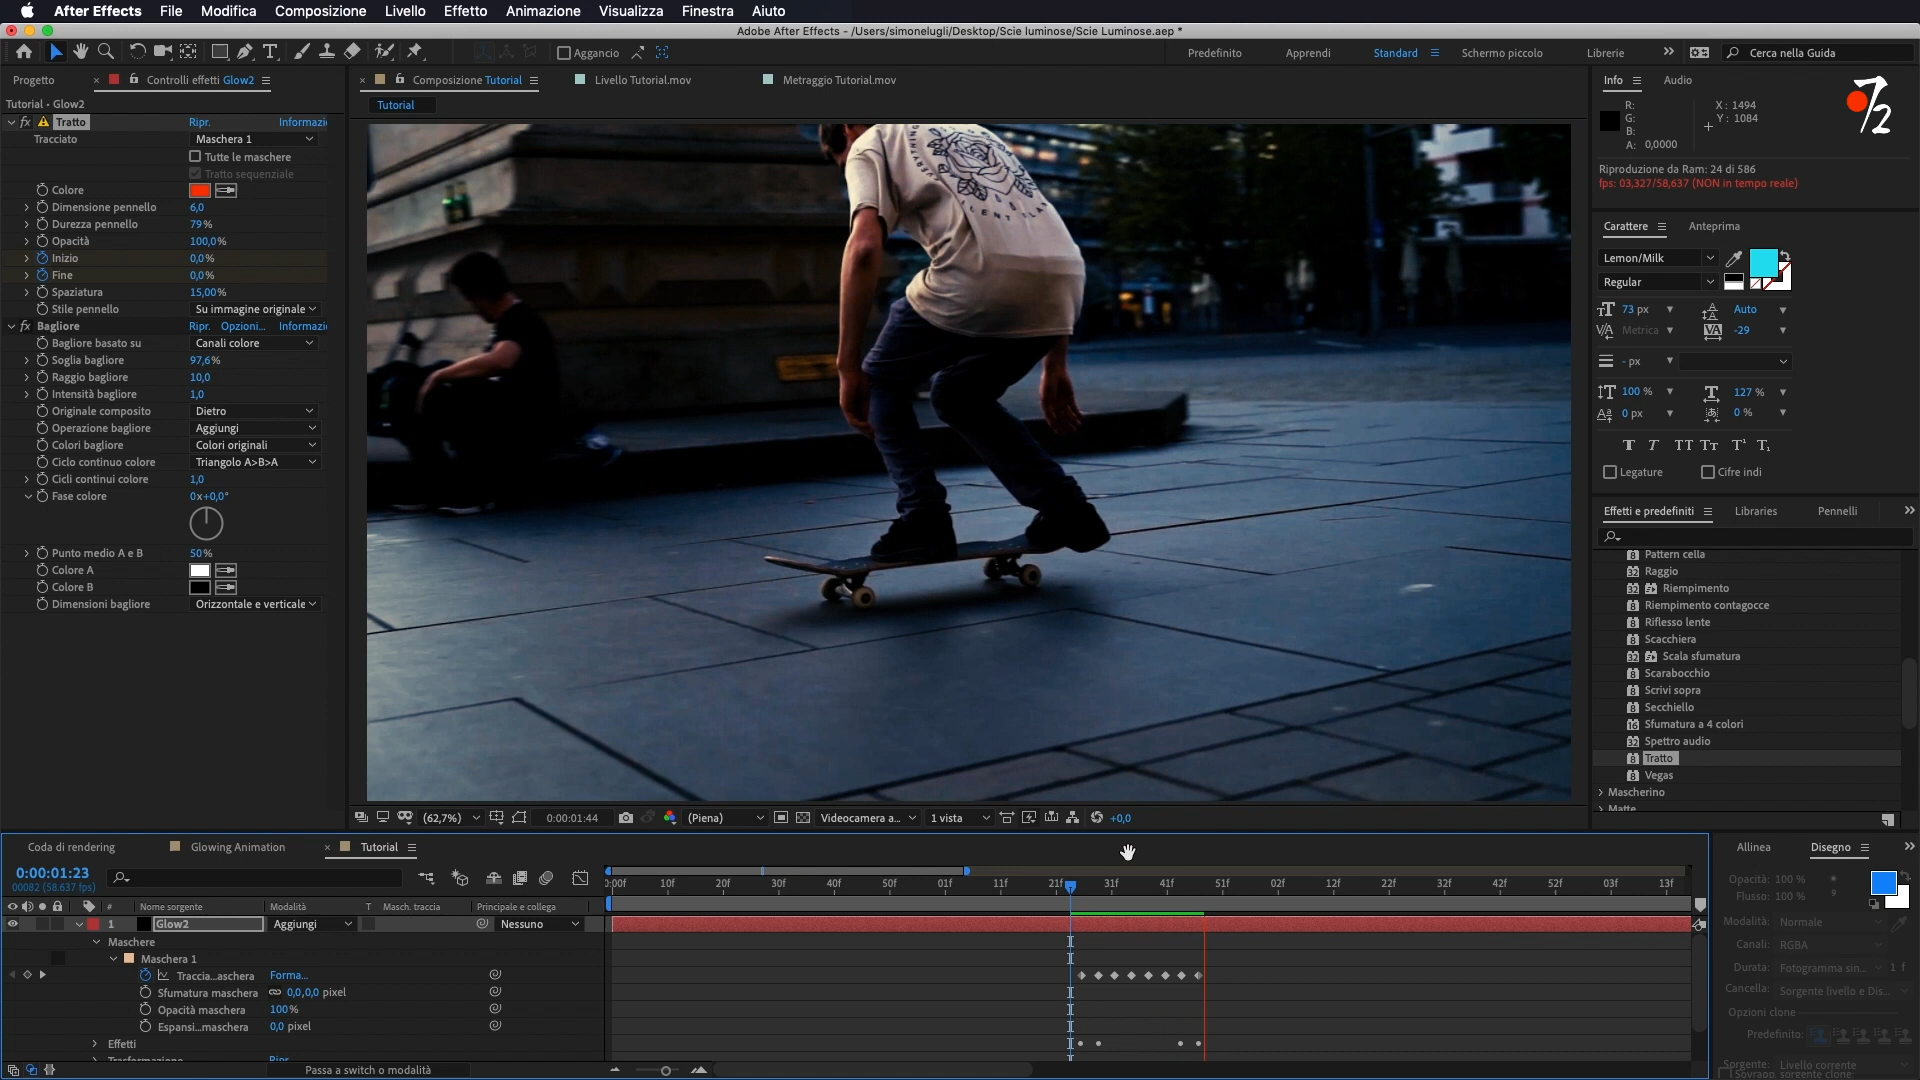 After Effects File Modifica Composizione Livello Effetto Animazione Visualizza Finestra Aiuto
Adobe After Effects - /Users/simonelugli/Desktop/Scie luminose/Scie Luminose.aep *
Aggancio Predefinito Apprendi Standard Schermo piccolo Librerie Cerca nella Guida
Progetto Controlli effetti Glow2
Composizione Tutorial Livello Tutorial.mov Metraggio Tutorial.mov
Tutorial
Tutorial • Glow2
fx Tratto Ripr. Informazi
Tracciato Maschera 1
Tutte le maschere
Tratto sequenziale
Colore
Dimensione pennello 6,0
Durezza pennello 79%
Opacità 100,0%
Inizio 0,0%
Fine 0,0%
Spaziatura 15,00%
Stile pennello Su immagine originale
fx Bagliore Ripr. Opzioni... Informazi
Bagliore basato su Canali colore
Soglia bagliore 97,6%
Raggio bagliore 10,0
Intensità bagliore 1,0
Originale composito Dietro
Operazione bagliore Aggiungi
Colori bagliore Colori originali
Ciclo continuo colore Triangolo A>B>A
Cicli continui colore 1,0
Fase colore 0x+0,0°
Punto medio A e B 50%
Colore A
Colore B
Dimensioni bagliore Orizzontale e verticale
(62,7%) 0:00:01:44 (Piena) Videocamera a... 1 vista +0,0
Info Audio
R: X : 1494
G: Y : 1084
B:
A: 0,0000
7/2
Riproduzione da Ram: 24 di 586
fps: 03,327/58,637 (NON in tempo reale)
Carattere Anteprima
Lemon/Milk
Regular
73 px Auto
Metrica -29
- px
100 % 127 %
0 px 0 %
T T TT Tт T¹ T₁
Legature Cifre indi
Effetti e predefiniti Libraries Pennelli
Pattern cella
Raggio
Riempimento
Riempimento contagocce
Riflesso lente
Scacchiera
Scala sfumatura
Scarabocchio
Scrivi sopra
Secchiello
Sfumatura a 4 colori
Spettro audio
Tratto
Vegas
Mascherino
Matte
Coda di rendering Glowing Animation Tutorial
0:00:01:23
00082 (58.637 fps)
0:00f 10f 20f 30f 40f 50f 01f 11f 21f 31f 41f 51f 02f 12f 22f 32f 42f 52f 03f 13f
# Nome sorgente Modalità T Masch. traccia Principale e collega
1 Glow2 Aggiungi Nessuno
Maschere
Maschera 1
Traccia...aschera Forma...
Sfumatura maschera 0,0,0,0 pixel
Opacità maschera 100%
Espansi...maschera 0,0 pixel
Effetti
Trasformazione Ripr.
Passa a switch o modalità
Allinea Disegno
Opacità: 100 %
Flusso: 100 %
Modalità: Normale
Canali: RGBA
Durata: Fotogramma sin... 1 f
Cancella: Sorgente livello e Dis...
Opzioni clone
Predefinito:
Sorgente: Livello corrente